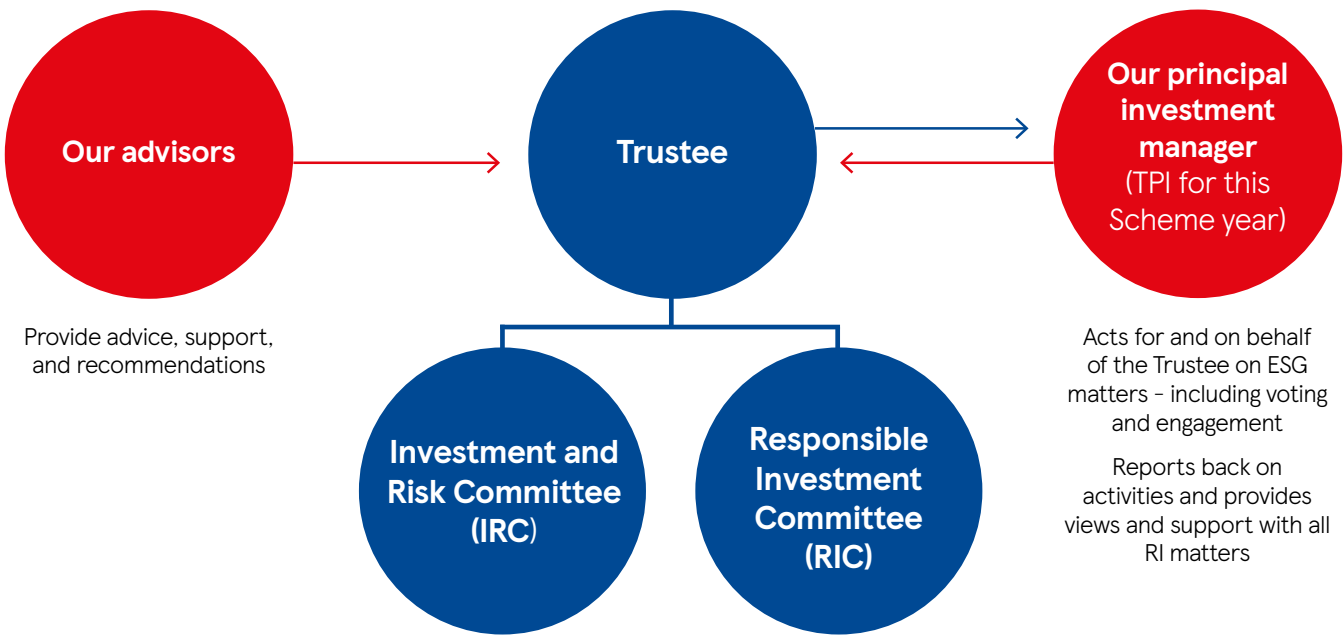 Our advisors
Provide advice, support,
and recommendations
Trustee
Our principal
investment
manager
(TPI for this
Scheme year)
Acts for and on behalf
of the Trustee on ESG
matters - including voting
and engagement
Reports back on
activities and provides
views and support with all
RI matters
Investment and
Risk Committee
(IRC)
Responsible
Investment
Committee
(RIC)